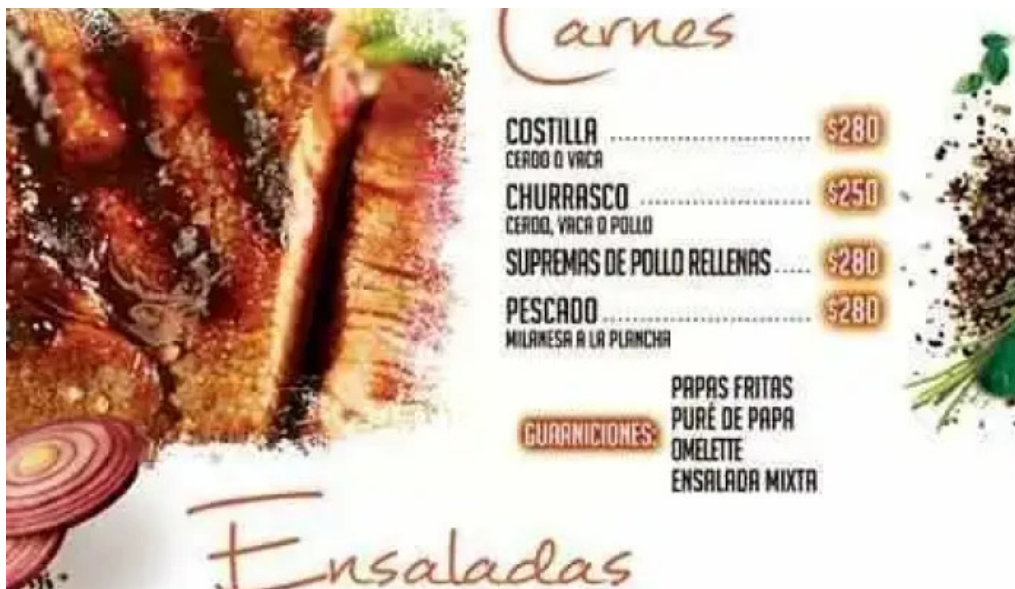 Carnes
COSTILLA ........................................ $280
CERDO O VACA
CHURRASCO .................................. $250
CERDO, VACA O POLLO
SUPREMAS DE POLLO RELLENAS..... $280
PESCADO ......................................... $280
MILANESA A LA PLANCHA
GUARNICIONES:
PAPAS FRITAS
PURÉ DE PAPA
OMELETTE
ENSALADA MIXTA
Ensaladas